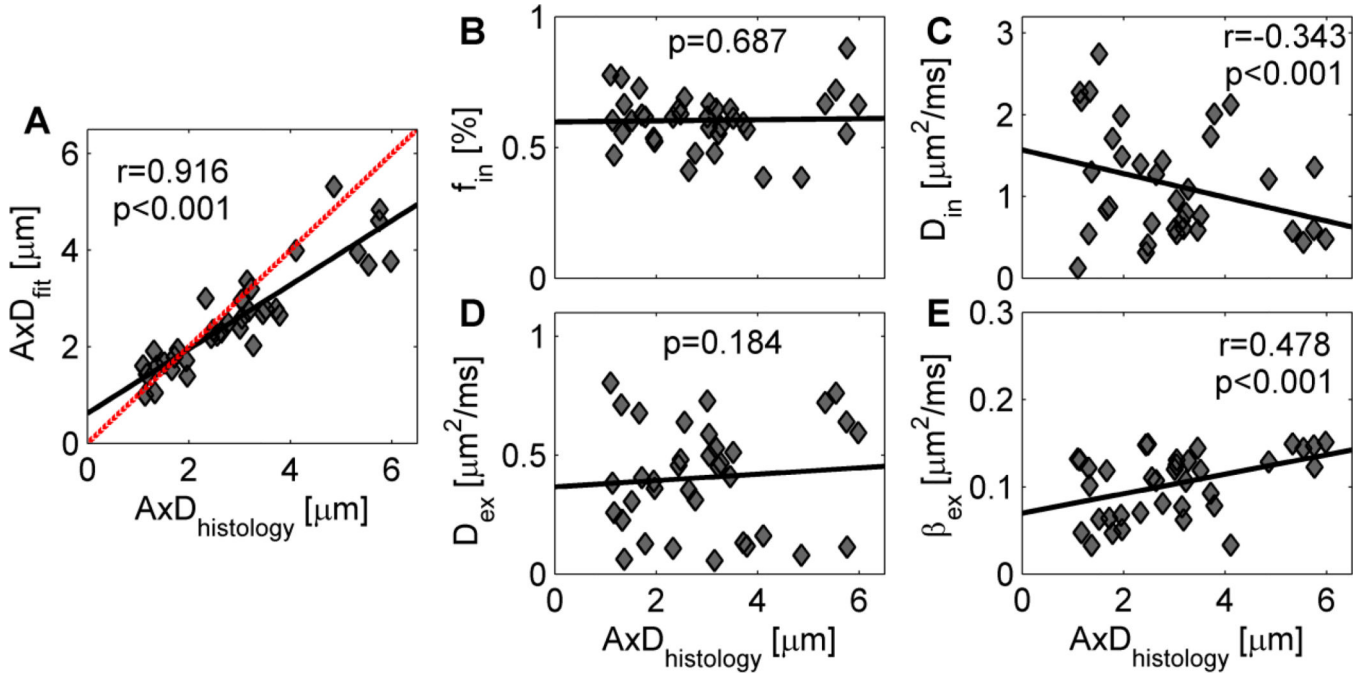 A
AxD_fit [μm]
6
4
2
0
r=0.916
p<0.001
0 2 4 6
AxD_histology [μm]
B
f_in [%]
1
0.5
0
p=0.687
C
D_in [μm²/ms]
3
2
1
0
r=-0.343
p<0.001
D
D_ex [μm²/ms]
1
0.5
0
p=0.184
0 2 4 6
AxD_histology [μm]
E
β_ex [μm²/ms]
0.3
0.2
0.1
0
r=0.478
p<0.001
0 2 4 6
AxD_histology [μm]